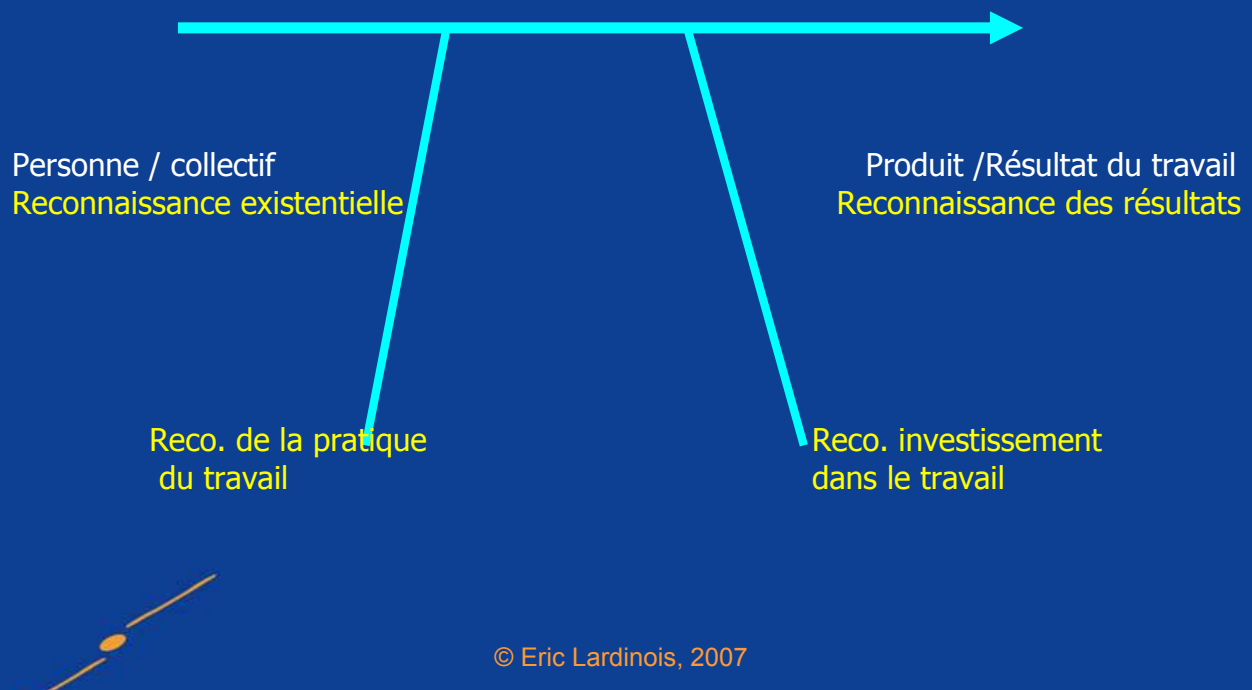 Personne / collectif
Reconnaissance existentielle
Produit /Résultat du travail
Reconnaissance des résultats
Reco. de la pratique
du travail
Reco. investissement
dans le travail
© Eric Lardinois, 2007